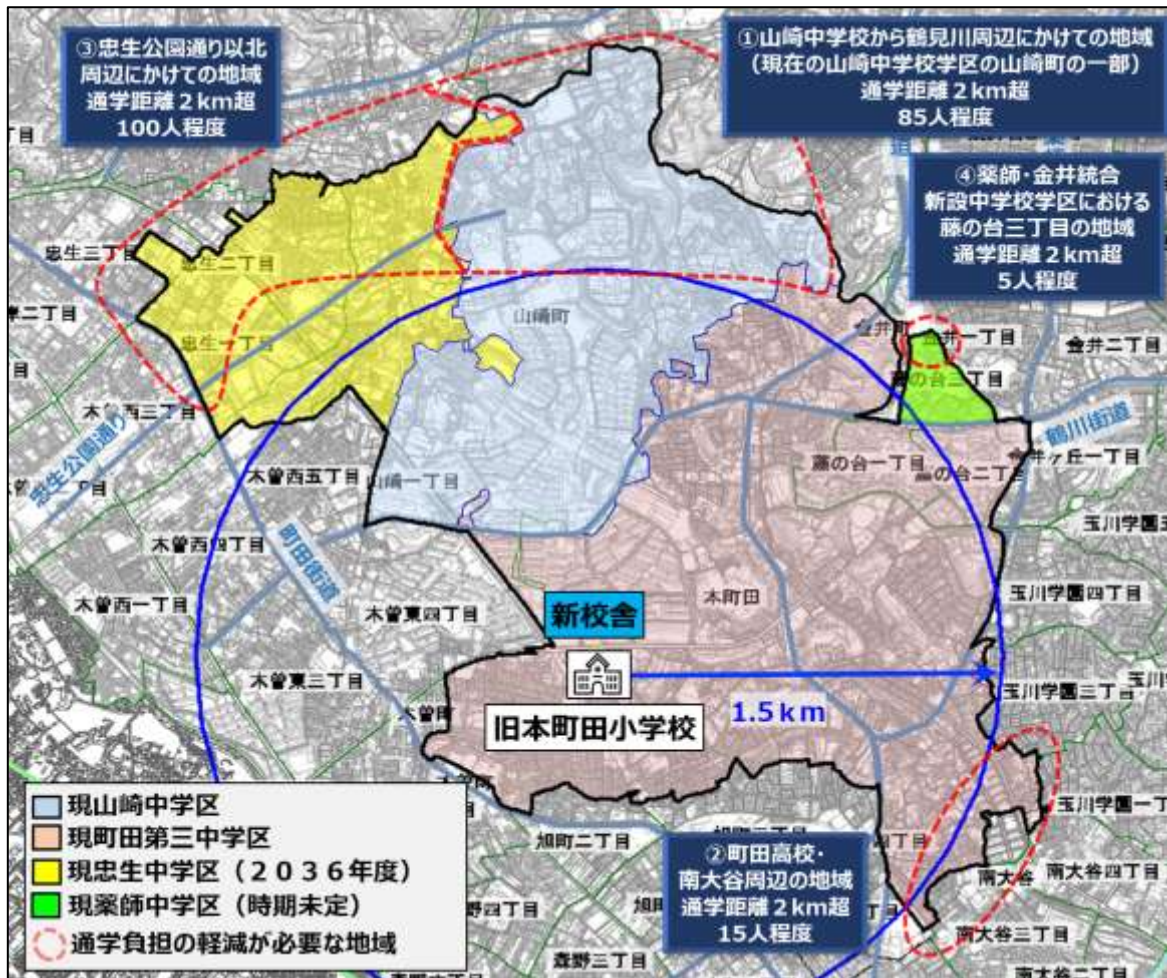 ③忠生公園通り以北
周辺にかけての地域
通学距離2km超
100人程度
①山崎中学校から鶴見川周辺にかけての地域
(現在の山崎中学校学区の山崎町の一部)
通学距離2km超
85人程度
④薬師・金井統合
新設中学校学区における
藤の台三丁目の地域
通学距離2km超
5人程度
忠生三丁目
忠生二丁目
忠生一丁目
山崎町
金井町
金井一丁目
金井二丁目
の台三丁目
木曽西三丁目
忠生公園通り
鶴川街道
木曽西五丁目
山崎一丁目
藤の台一丁目
の台二丁目
金井ヶ丘一丁目
木曽西四丁目
町田街道
木曽西一丁目
木曽東四丁目
本町田
玉川学園四丁目
新校舎
木曽東三丁目
玉川学園三丁目
木曽町
旧本町田小学校
1.5km
玉川学園一丁
旭町二丁目
南大谷
南大谷四丁目
南大谷三丁目
森野三丁目
②町田高校・
南大谷周辺の地域
通学距離2km超
15人程度
現山崎中学区
現町田第三中学区
現忠生中学区(2036年度)
現薬師中学区(時期未定)
通学負担の軽減が必要な地域